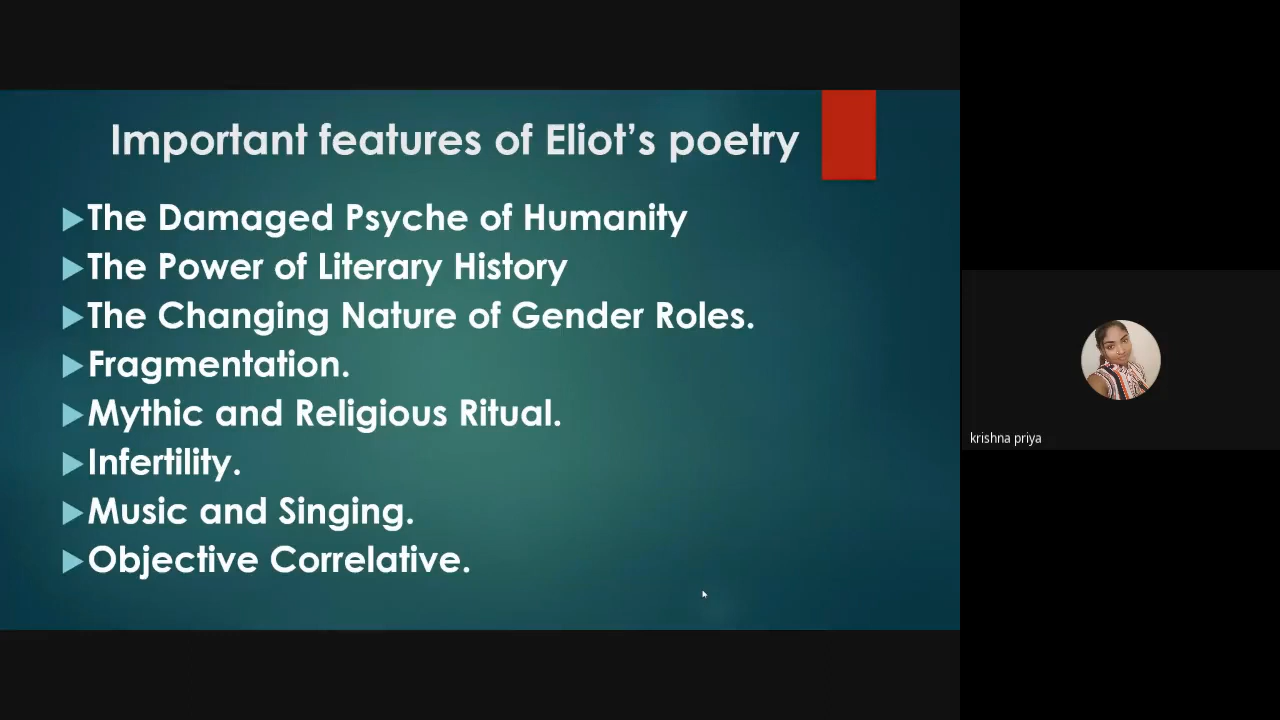 Important features of Eliot’s poetry
The Damaged Psyche of Humanity
The Power of Literary History
The Changing Nature of Gender Roles.
Fragmentation.
Mythic and Religious Ritual.
Infertility.
Music and Singing.
Objective Correlative.
krishna priya